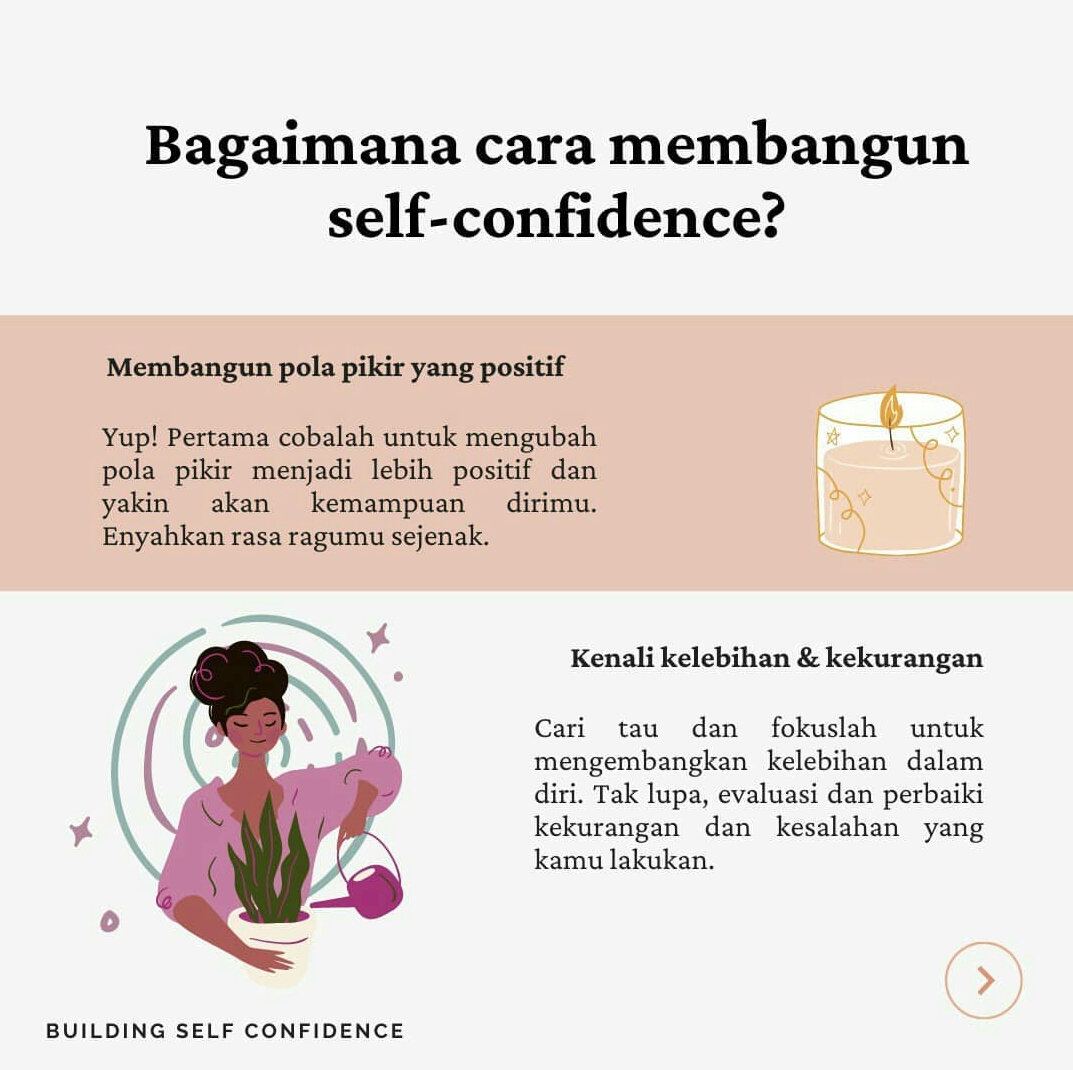 Bagaimana cara membangun
self-confidence?
Membangun pola pikir yang positif
Yup! Pertama cobalah untuk mengubah
pola pikir menjadi lebih positif dan
yakin akan kemampuan dirimu.
Enyahkan rasa ragumu sejenak.
Kenali kelebihan & kekurangan
Cari tau dan fokuslah untuk
mengembangkan kelebihan dalam
diri. Tak lupa, evaluasi dan perbaiki
kekurangan dan kesalahan yang
kamu lakukan.
BUILDING SELF CONFIDENCE